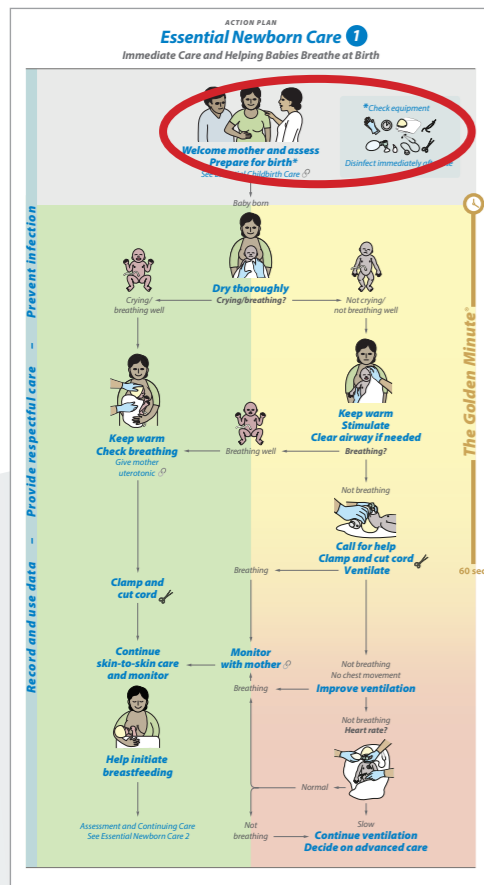 ACTION PLAN
Essential Newborn Care 1
Immediate Care and Helping Babies Breathe at Birth
*Check equipment
Welcome mother and assess
Prepare for birth*
See Essential Childbirth Care
Disinfect immediately after
Baby born
Dry thoroughly
Crying/breathing?
Crying/
breathing well
Not crying/
not breathing well
Keep warm
Check breathing
Give mother
uterotonic
Breathing well
Keep warm
Stimulate
Clear airway if needed
Breathing?
Not breathing
Call for help
Clamp and cut cord
Ventilate
Breathing
60 sec
Clamp and
cut cord
Continue
skin-to-skin care
and monitor
Monitor
with mother
Not breathing
No chest movement
Breathing
Improve ventilation
Not breathing
Heart rate?
Help initiate
breastfeeding
Normal
Assessment and Continuing Care
See Essential Newborn Care 2
Not
breathing
Slow
Continue ventilation
Decide on advanced care
Record and use data – Provide respectful care – Prevent infection
The Golden Minute®